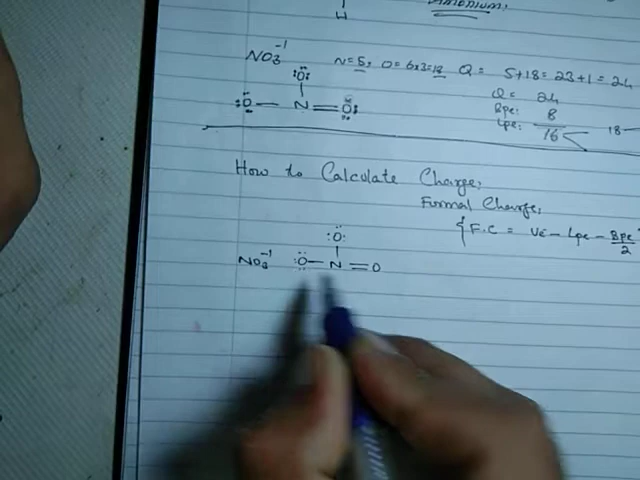 H
NO₃⁻¹ N=5, O=6x3=18 Q = 5+18=23+1=24
:Ö: Q= 24
Bpe: 8
:Ö — N = Ö: Lpe: 16 18
How to Calculate Charge,
Formal Charge,
{F.C = VE - Lpe - Bpe/2
:Ö:
NO₃⁻¹ :Ö — N = O